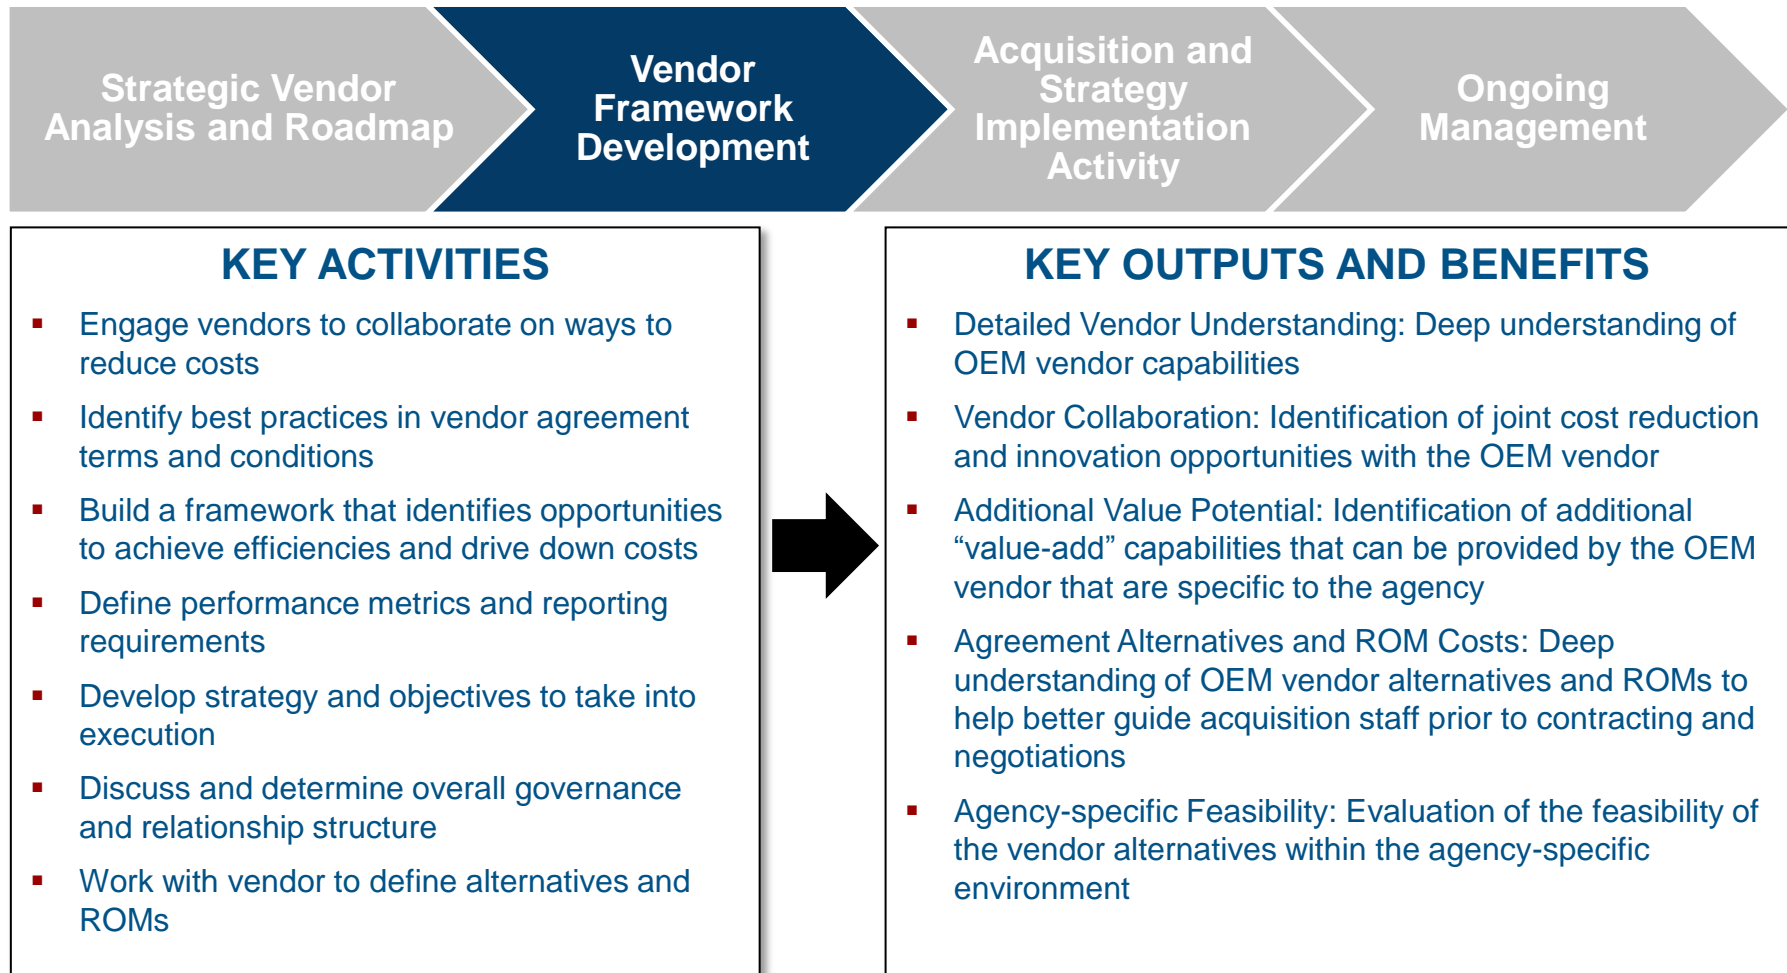 Strategic Vendor
Analysis and Roadmap
Vendor
Framework
Development
Acquisition and
Strategy
Implementation
Activity
Ongoing
Management
KEY ACTIVITIES
▪ Engage vendors to collaborate on ways to
reduce costs
▪ Identify best practices in vendor agreement
terms and conditions
▪ Build a framework that identifies opportunities
to achieve efficiencies and drive down costs
▪ Define performance metrics and reporting
requirements
▪ Develop strategy and objectives to take into
execution
▪ Discuss and determine overall governance
and relationship structure
▪ Work with vendor to define alternatives and
ROMs
KEY OUTPUTS AND BENEFITS
▪ Detailed Vendor Understanding: Deep understanding of
OEM vendor capabilities
▪ Vendor Collaboration: Identification of joint cost reduction
and innovation opportunities with the OEM vendor
▪ Additional Value Potential: Identification of additional
“value-add” capabilities that can be provided by the OEM
vendor that are specific to the agency
▪ Agreement Alternatives and ROM Costs: Deep
understanding of OEM vendor alternatives and ROMs to
help better guide acquisition staff prior to contracting and
negotiations
▪ Agency-specific Feasibility: Evaluation of the feasibility of
the vendor alternatives within the agency-specific
environment